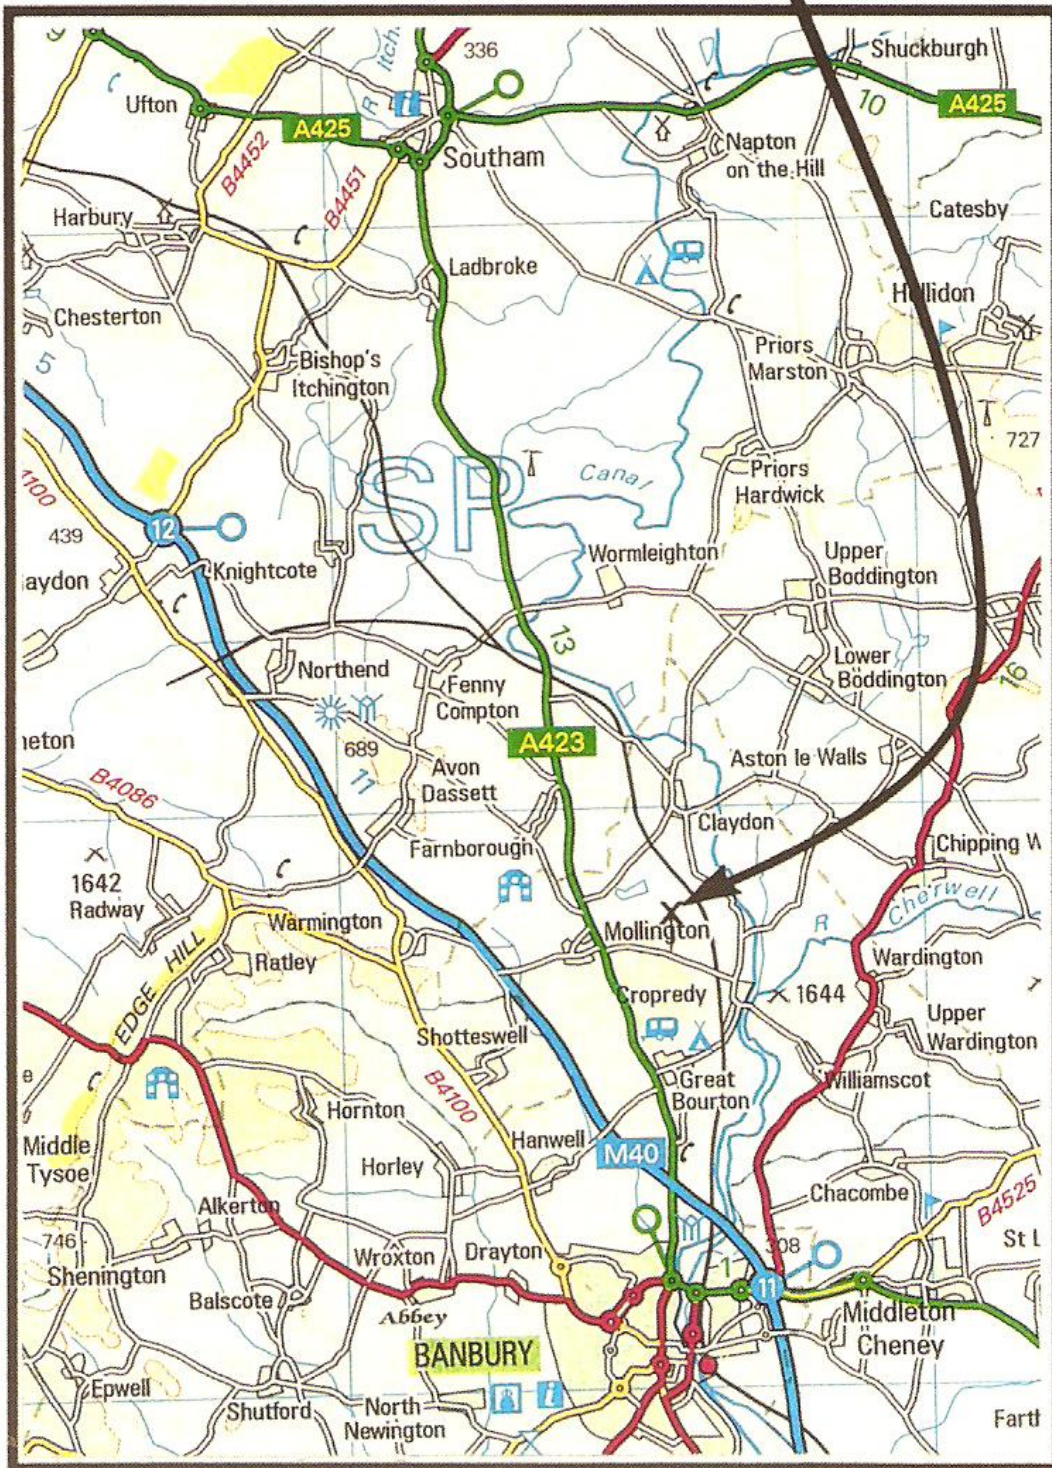 9
336
Shuckburgh
R Itch.
Ufton
A425
10
A425
B4452
B4451
Southam
Napton
on the Hill
Harbury
Catesby
Ladbroke
Hellidon
Chesterton
5
Bishop's
Itchington
Priors
Marston
727
SP
Canal
Priors
Hardwick
4100
12
439
Wormleighton
Upper
Boddington
aydon
Knightcote
13
Northend
Lower
Boddington
16
Fenny
Compton
A423
neton
689
11
Aston le Walls
B4086
Avon
Dassett
Claydon
Farnborough
Chipping W
1642
Radway
Cherwell
R
Warmington
Mollington
EDGE HILL
Ratley
Wardington
Cropredy
1644
Upper
Wardington
Shotteswell
e
B4100
Great
Bourton
Williamscot
Hornton
Middle
Tysoe
Hanwell
M40
Horley
Chacombe
B4525
Alkerton
746
St L
Wroxton
Drayton
308
Shenington
1
11
Balscote
Abbey
Middleton
Cheney
BANBURY
Epwell
Shutford
North
Newington
Farth